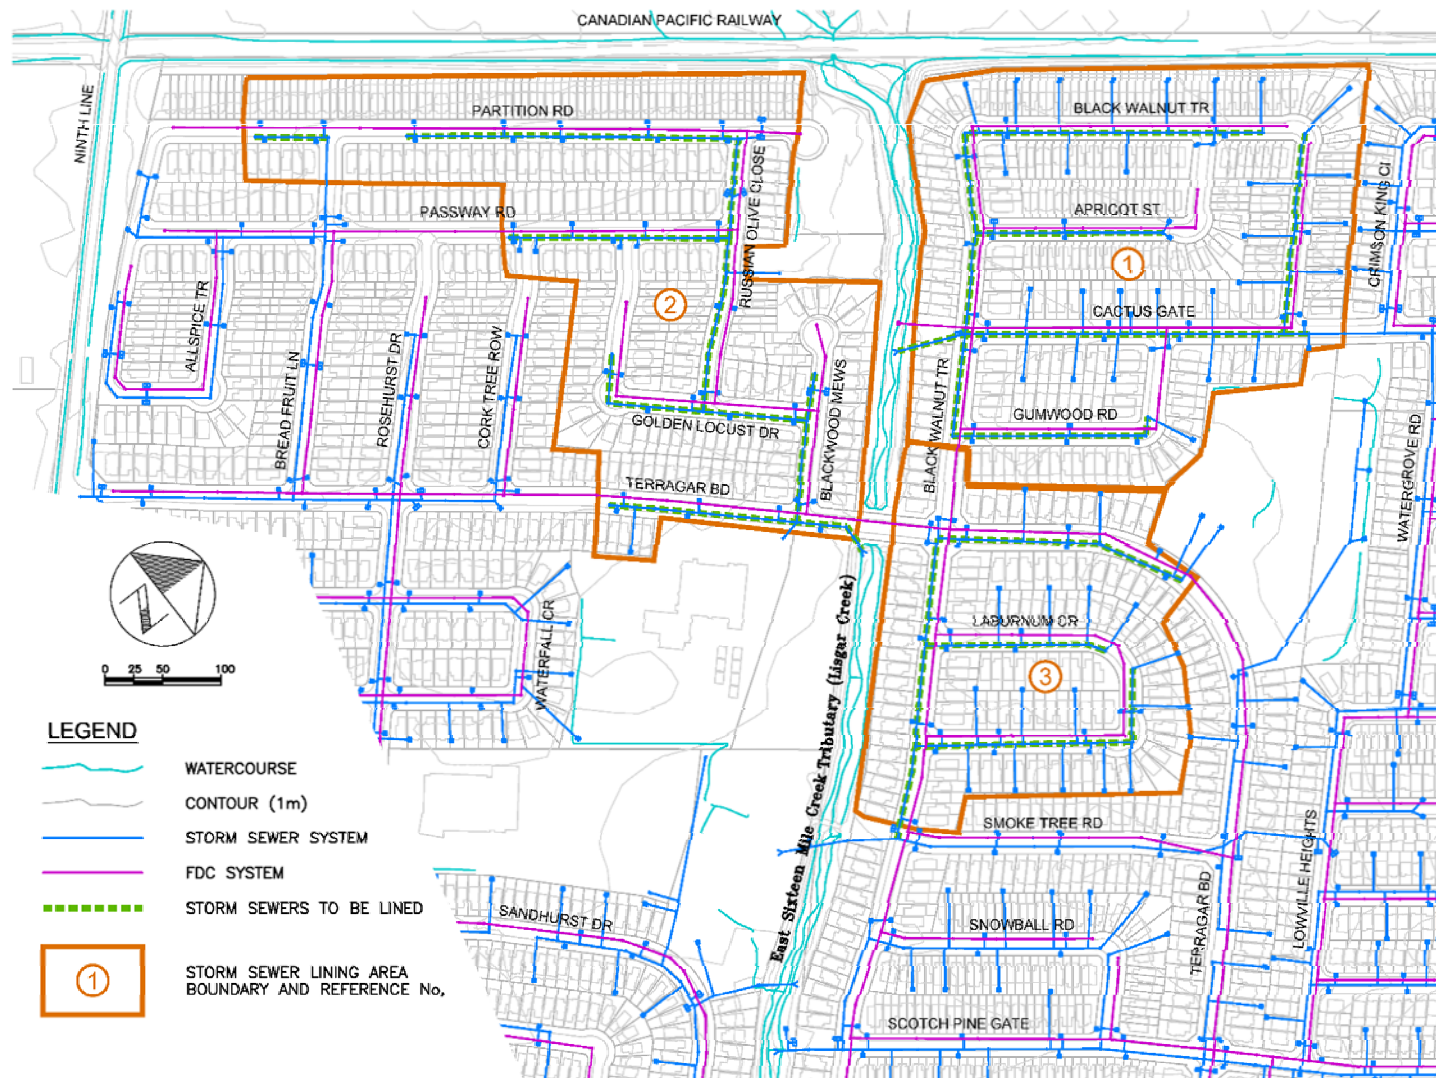 CANADIAN PACIFIC RAILWAY
NINTH LINE
PARTITION RD
BLACK WALNUT TR
RUSSIAN OLIVE CLOSE
PASSWAY RD
APRICOT ST
CRIMSON KING CI
1
ALLSPICE TR
2
CACTUS GATE
BREAD FRUIT LN
ROSEHURST DR
CORK TREE ROW
GOLDEN LOCUST DR
BLACKWOOD MEWS
BLACK WALNUT TR
GUMWOOD RD
WATERGROVE RD
TERRAGAR BD
WATERFALL CR
LABURNUM CR
3
East Sixteen Mile Creek Tributary (Lisgar Creek)
0 25 50 100
LEGEND
WATERCOURSE
CONTOUR (1m)
STORM SEWER SYSTEM
FDC SYSTEM
STORM SEWERS TO BE LINED
1
STORM SEWER LINING AREA
BOUNDARY AND REFERENCE No.
SMOKE TREE RD
SANDHURST DR
SNOWBALL RD
TERRAGAR BD
LOWVILLE HEIGHTS
SCOTCH PINE GATE